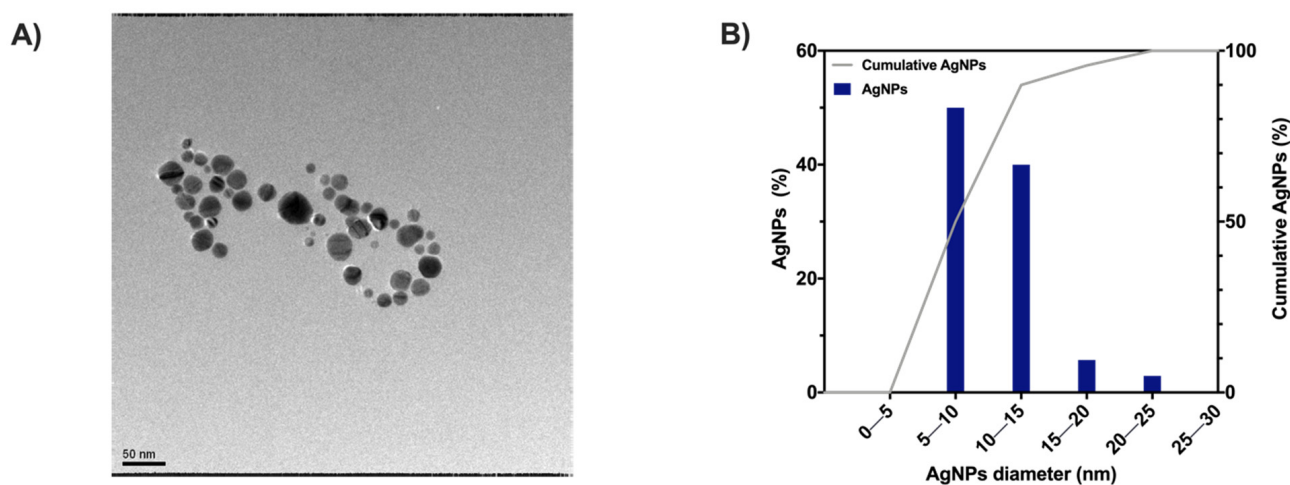 A)
50 nm
B)
Cumulative AgNPs
AgNPs
60
40
20
0
AgNPs (%)
100
50
0
Cumulative AgNPs (%)
0—5
5—10
10—15
15—20
20—25
25—30
AgNPs diameter (nm)